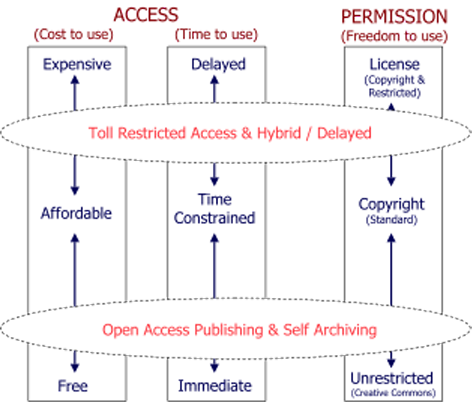 ACCESS
PERMISSION
(Cost to use)
(Time to use)
(Freedom to use)
Expensive
Delayed
License
(Copyright &
Restricted)
Toll Restricted Access & Hybrid / Delayed
Affordable
Time
Constrained
Copyright
(Standard)
Open Access Publishing & Self Archiving
Free
Immediate
Unrestricted
(Creative Commons)